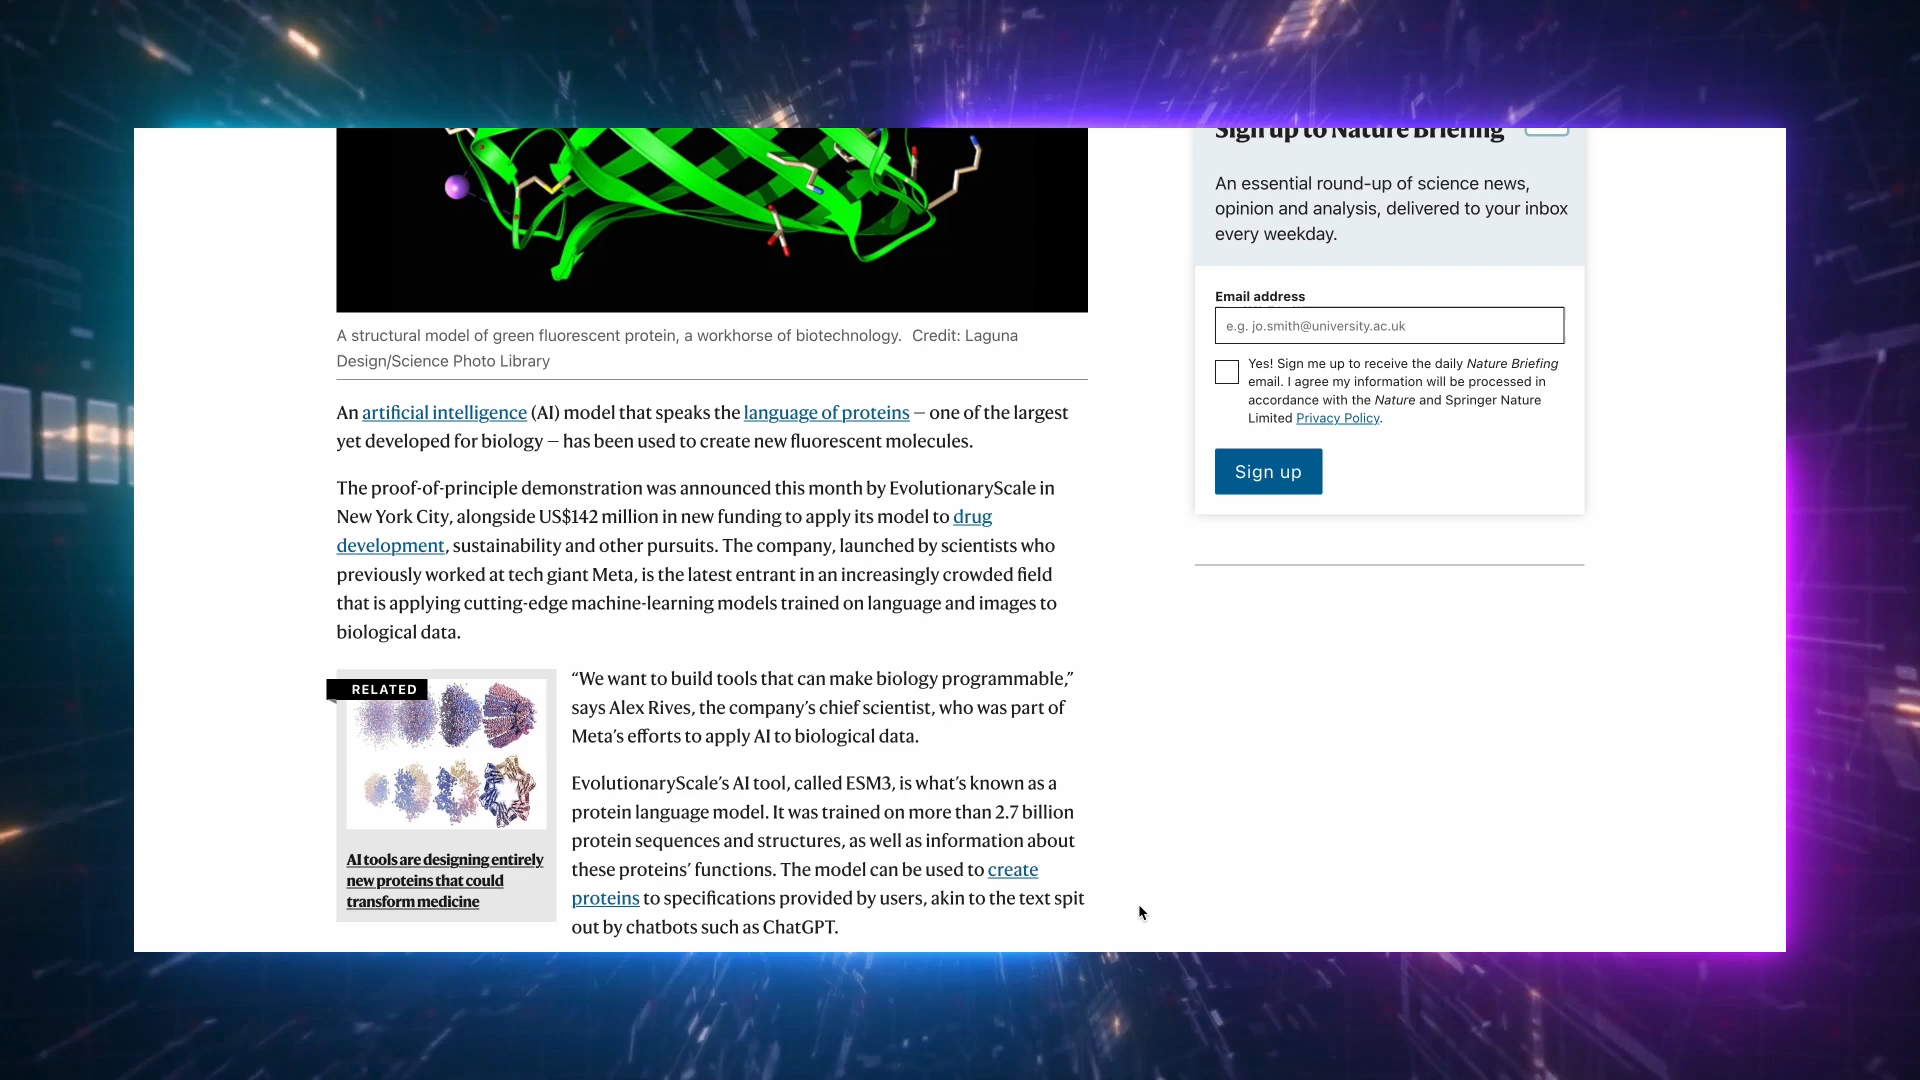 Sign up to Nature Briefing
An essential round-up of science news,
opinion and analysis, delivered to your inbox
every weekday.
Email address
e.g. jo.smith@university.ac.uk
Yes! Sign me up to receive the daily Nature Briefing
email. I agree my information will be processed in
accordance with the Nature and Springer Nature
Limited Privacy Policy.
Sign up
A structural model of green fluorescent protein, a workhorse of biotechnology. Credit: Laguna
Design/Science Photo Library
An artificial intelligence (AI) model that speaks the language of proteins — one of the largest
yet developed for biology — has been used to create new fluorescent molecules.
The proof-of-principle demonstration was announced this month by EvolutionaryScale in
New York City, alongside US$142 million in new funding to apply its model to drug
development, sustainability and other pursuits. The company, launched by scientists who
previously worked at tech giant Meta, is the latest entrant in an increasingly crowded field
that is applying cutting-edge machine-learning models trained on language and images to
biological data.
RELATED
AI tools are designing entirely
new proteins that could
transform medicine
“We want to build tools that can make biology programmable,”
says Alex Rives, the company’s chief scientist, who was part of
Meta’s efforts to apply AI to biological data.
EvolutionaryScale’s AI tool, called ESM3, is what’s known as a
protein language model. It was trained on more than 2.7 billion
protein sequences and structures, as well as information about
these proteins’ functions. The model can be used to create
proteins to specifications provided by users, akin to the text spit
out by chatbots such as ChatGPT.